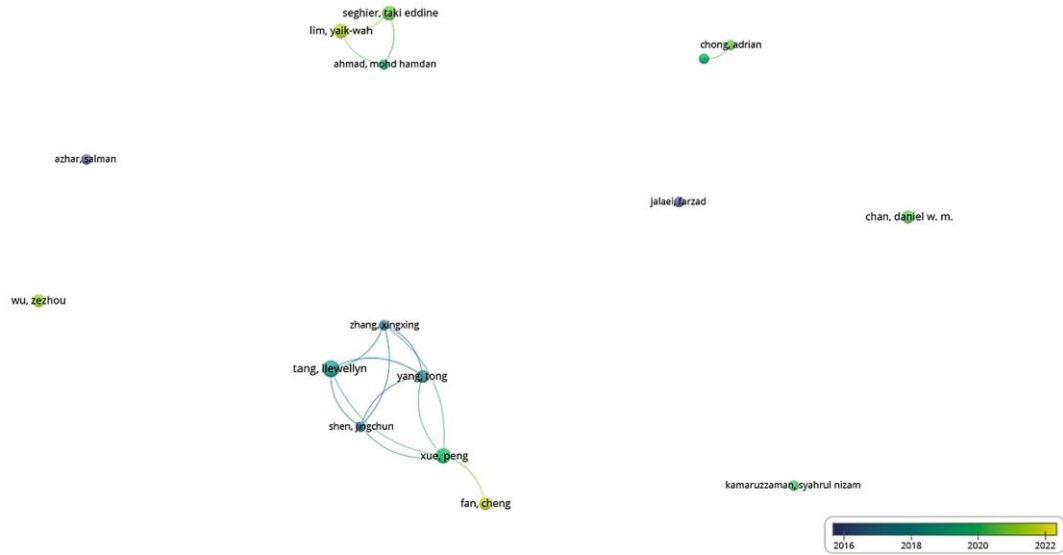 seghier, taki eddine
lim, yaik-wah
chong, adrian
ahmad, mohd hamdan
azhar, salman
jalaei, farzad
chan, daniel w. m.
wu, zezhou
zhang, xingxing
tang, llewellyn
yang, tong
shen, jingchun
xue, peng
kamaruzzaman, syahrul nizam
fan, cheng
2016 2018 2020 2022